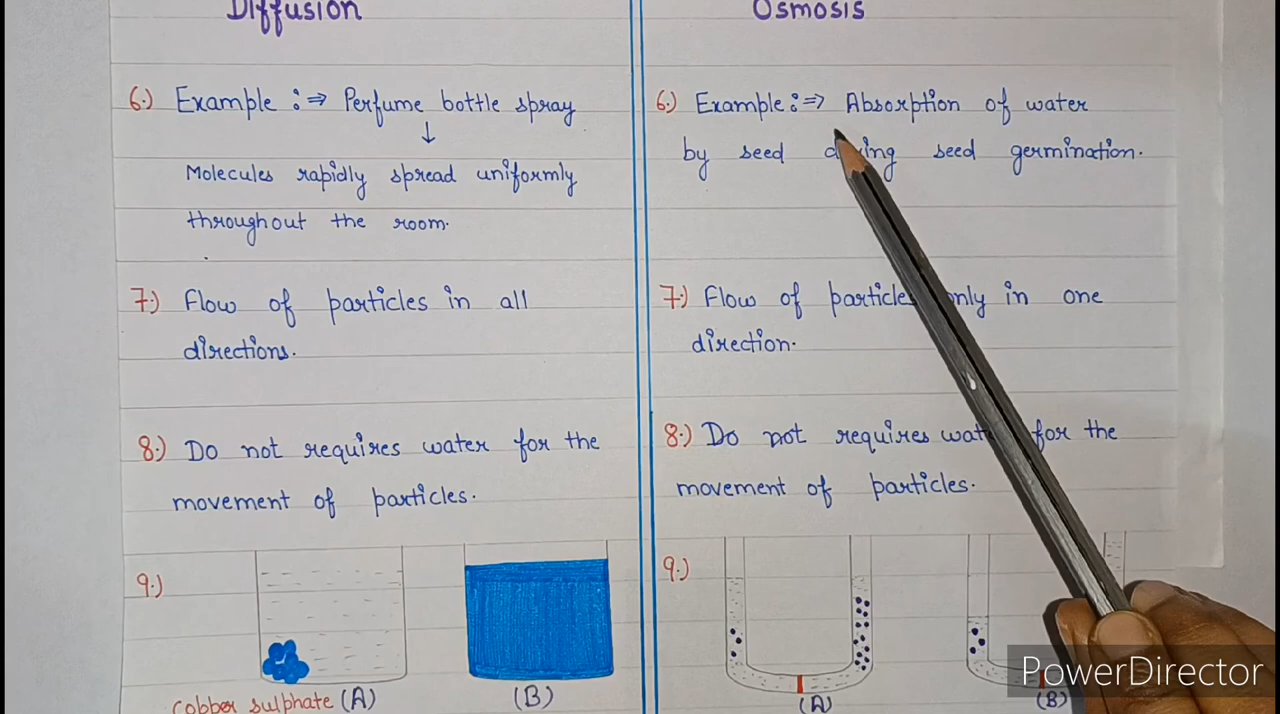 Diffusion
6.) Example :⇒ Perfume bottle spray
↓
Molecules rapidly spread uniformly
throughout the room.
7.) Flow of particles in all
directions.
8.) Do not requires water for the
movement of particles.
9.)
cobber sulphate (A)
(B)
Osmosis
6.) Example :⇒ Absorption of water
by seed seed germination.
7.) Flow of particles only in one
direction.
8.) Do not requires for the
movement of particles.
9.)
(A)
(B)
PowerDirector